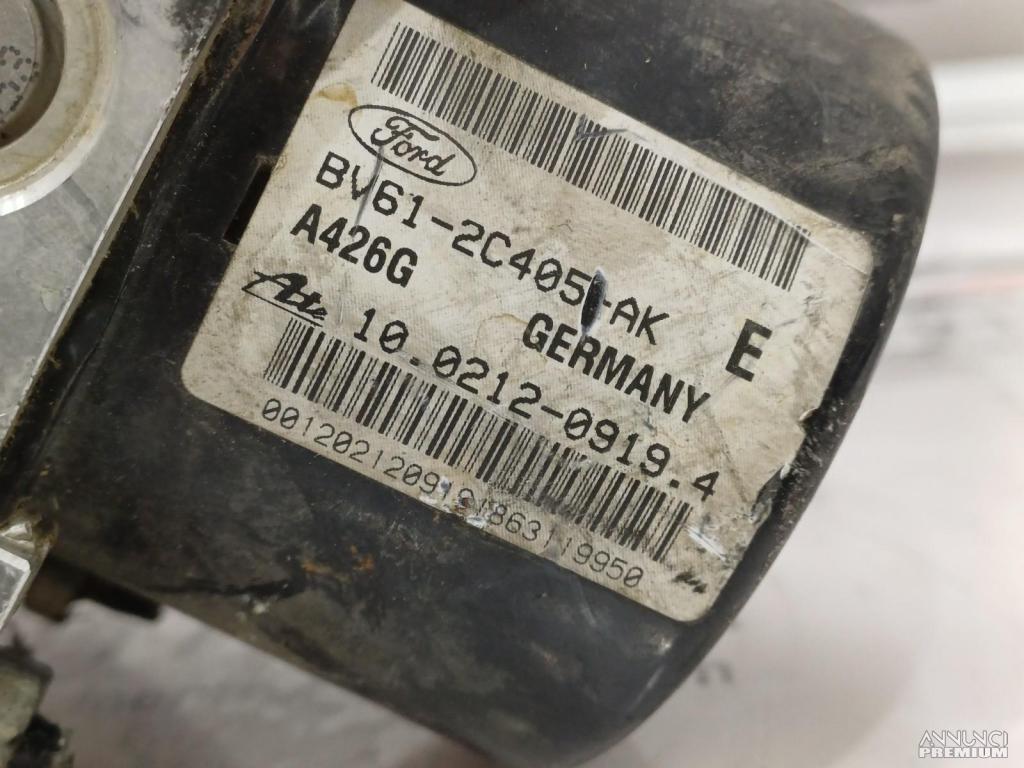 Ford
BV61-2C405-AK
A426G
GERMANY
E
Ate
10.0212-0919.4
ANNUNCI
PREMIUM